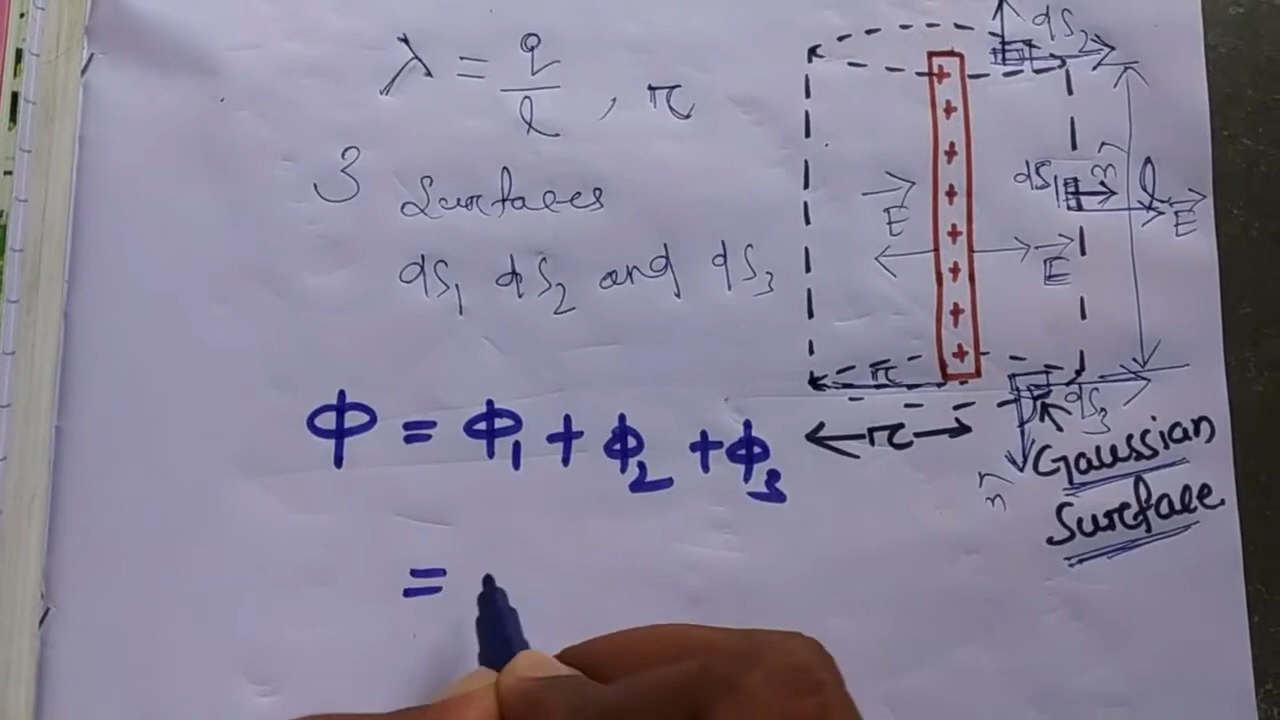 λ = q/l , r
3 Surfaces
ds₁ ds₂ and ds₃
ϕ = ϕ₁ + ϕ₂ + ϕ₃
=
ds₂
+
+
+
+
+
+
+
+
E
E
ds₁ n
l
E
r
r
ds₃
n
Gaussian
Surface